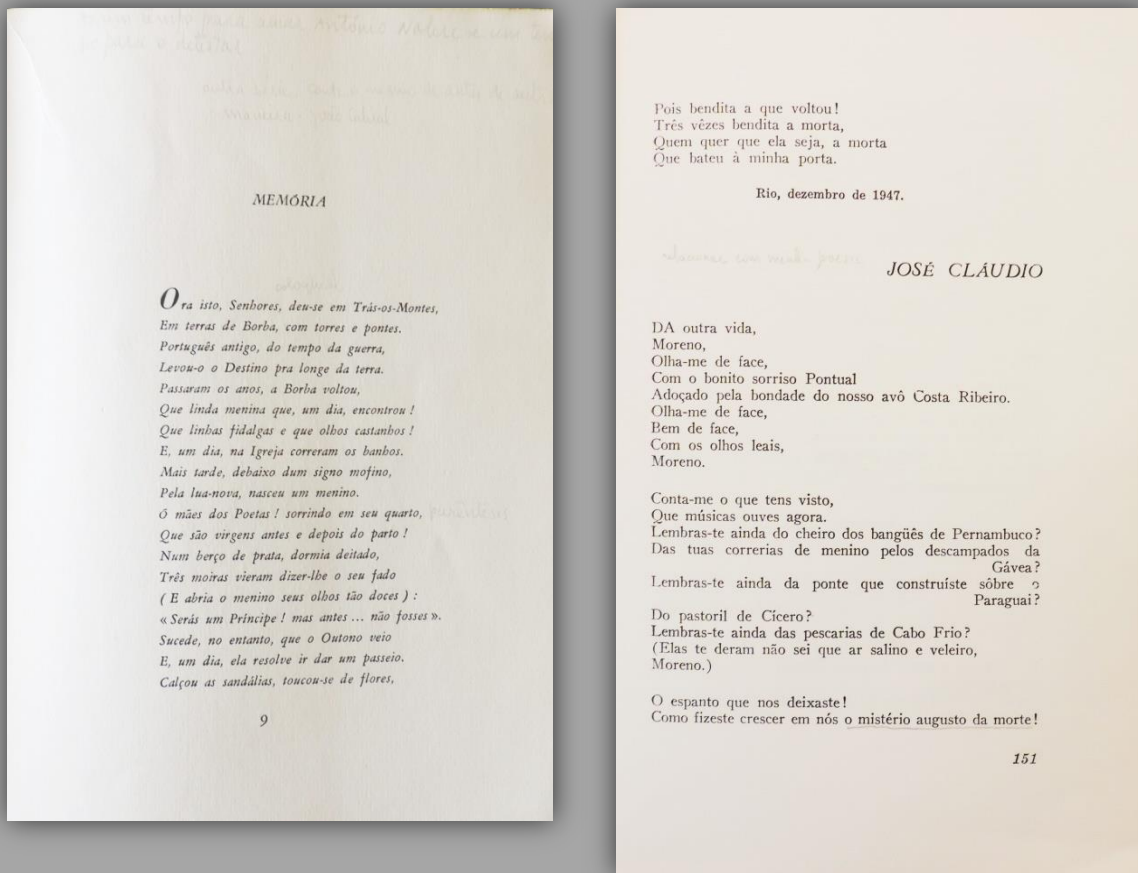 António Nobre e um
para o detestar
MEMÓRIA
Ora isto, Senhores, deu-se em Trás-os-Montes,
Em terras de Borba, com torres e pontes.
Português antigo, do tempo da guerra,
Levou-o o Destino pra longe da terra.
Passaram os anos, a Borba voltou,
Que linda menina que, um dia, encontrou !
Que linhas fidalgas e que olhos castanhos !
E, um dia, na Igreja correram os banhos.
Mais tarde, debaixo dum signo mofino,
Pela lua-nova, nasceu um menino.
Ó mães dos Poetas ! sorrindo em seu quarto,
Que são virgens antes e depois do parto !
Num berço de prata, dormia deitado,
Três moiras vieram dizer-lhe o seu fado
( E abria o menino seus olhos tão doces ) :
« Serás um Príncipe ! mas antes ... não fosses ».
Sucede, no entanto, que o Outono veio
E, um dia, ela resolve ir dar um passeio.
Calçou as sandálias, toucou-se de flores,
9
Pois bendita a que voltou!
Três vêzes bendita a morta,
Quem quer que ela seja, a morta
Que bateu à minha porta.
Rio, dezembro de 1947.
JOSÉ CLÁUDIO
DA outra vida,
Moreno,
Olha-me de face,
Com o bonito sorriso Pontual
Adoçado pela bondade do nosso avô Costa Ribeiro.
Olha-me de face,
Bem de face,
Com os olhos leais,
Moreno.
Conta-me o que tens visto,
Que músicas ouves agora.
Lembras-te ainda do cheiro dos bangüês de Pernambuco?
Das tuas correrias de menino pelos descampados da
Gávea?
Lembras-te ainda da ponte que construíste sôbre o
Paraguai?
Do pastoril de Cícero?
Lembras-te ainda das pescarias de Cabo Frio?
(Elas te deram não sei que ar salino e veleiro,
Moreno.)
O espanto que nos deixaste!
Como fizeste crescer em nós o mistério augusto da morte!
151